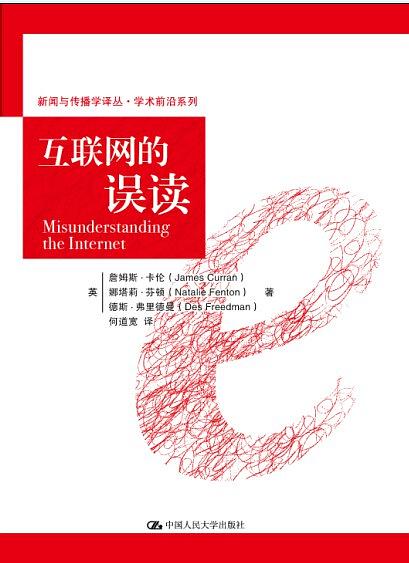 新闻与传播学译丛·学术前沿系列
互联网的
误读
Misunderstanding
the Internet
詹姆斯·卡伦（James Curran）
英 娜塔莉·芬顿（Natalie Fenton） 著
德斯·弗里德曼（Des Freedman）
何道宽 译
中国人民大学出版社